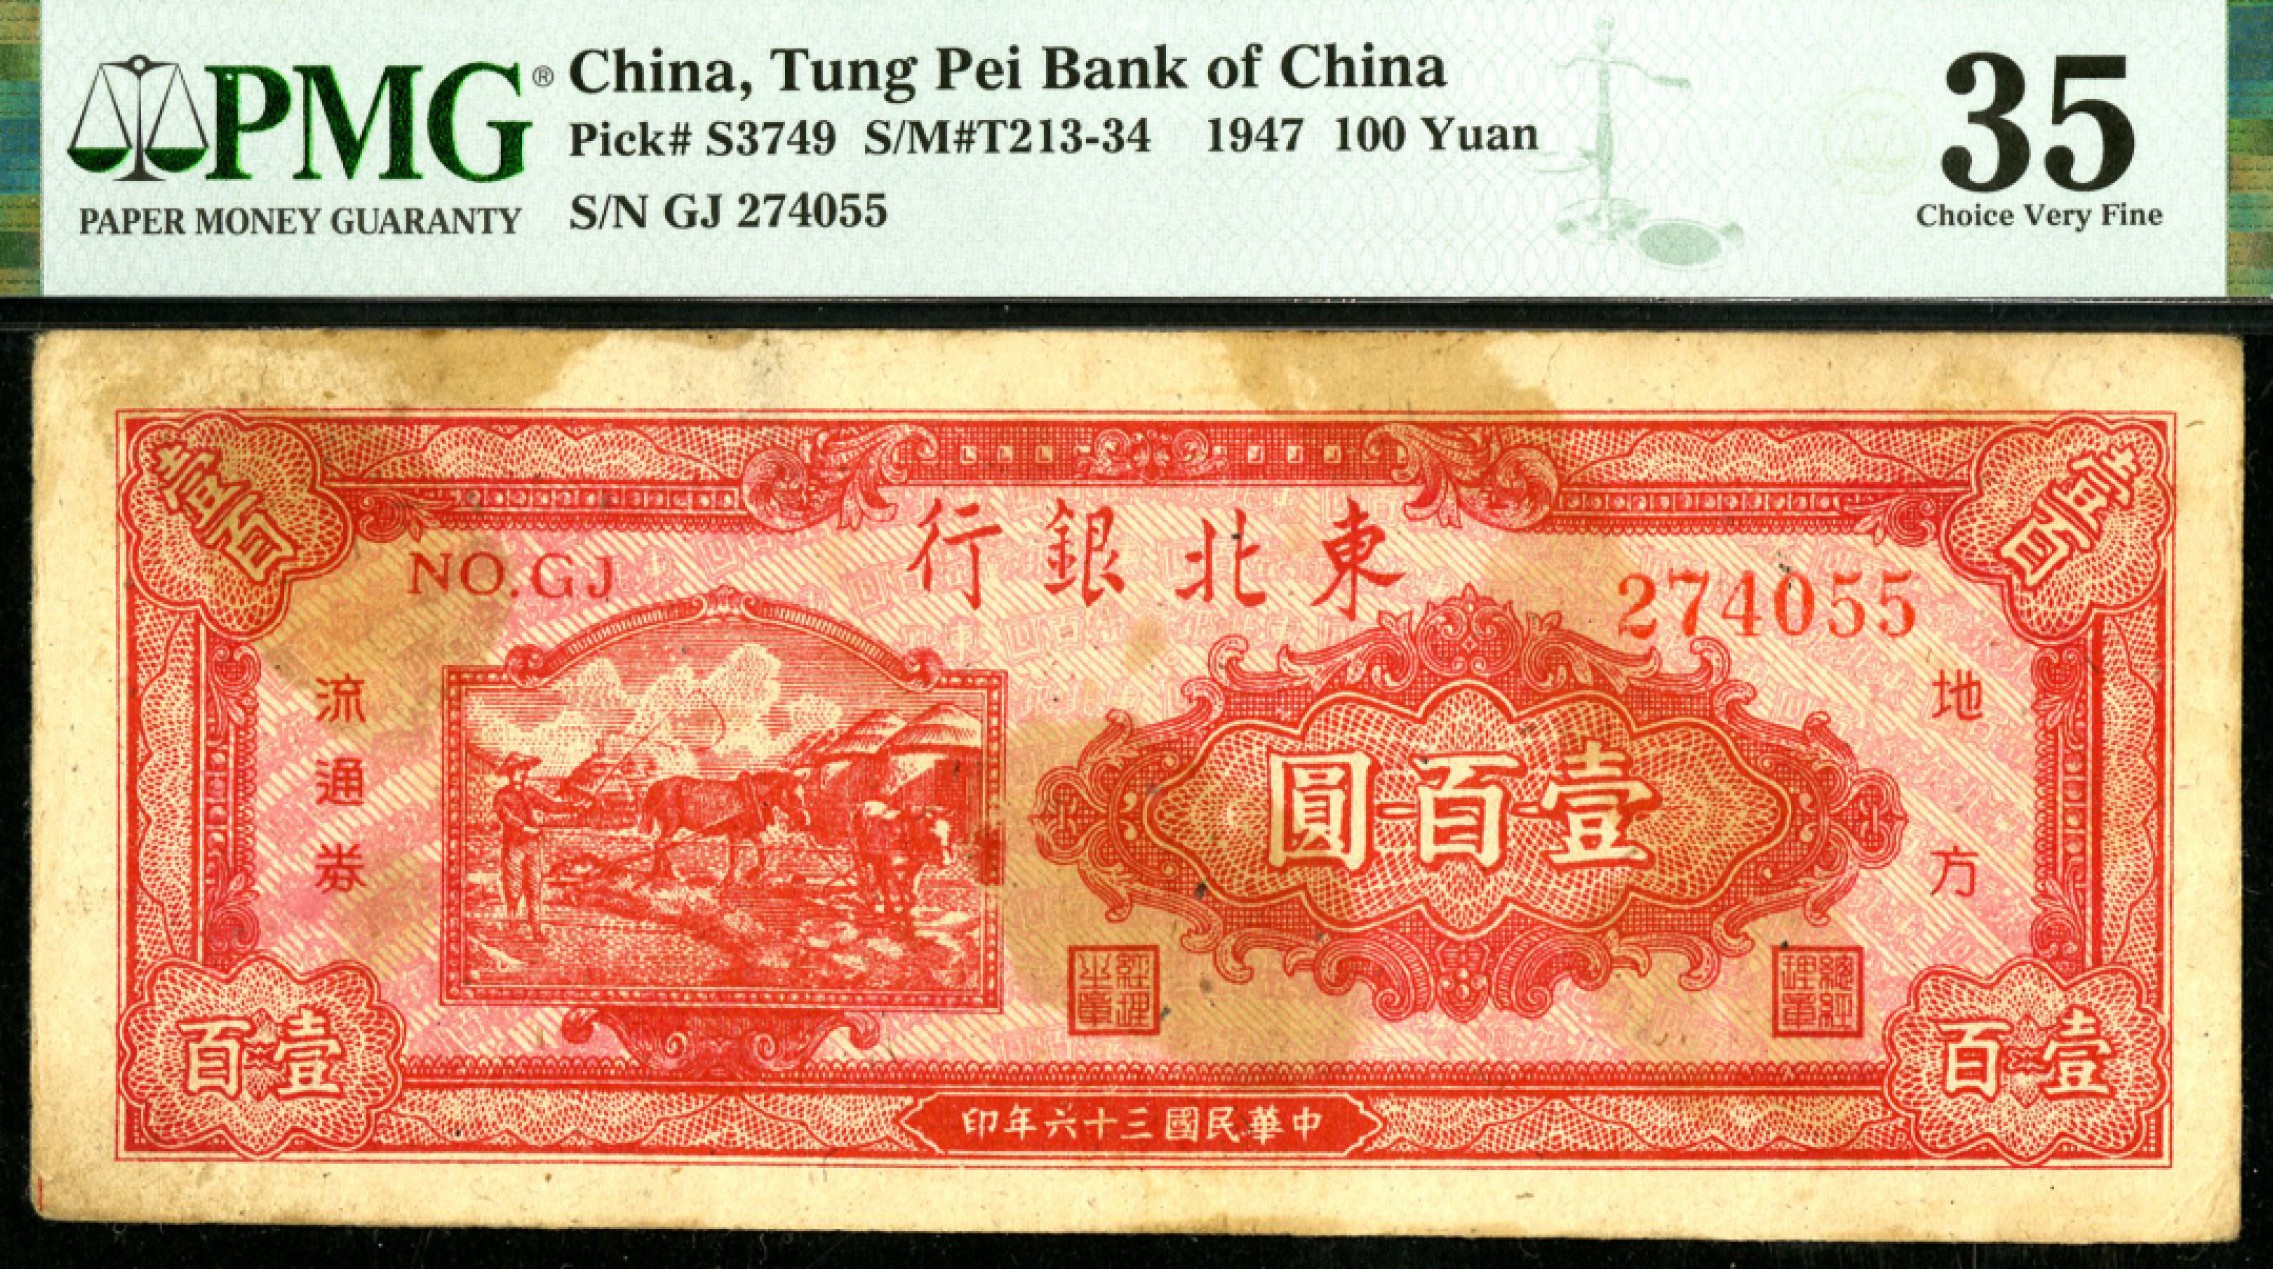 PMG®
PAPER MONEY GUARANTY
China, Tung Pei Bank of China
Pick# S3749 S/M#T213-34 1947 100 Yuan
S/N GJ 274055
35
Choice Very Fine
壹百
壹百
東北銀行
NO.GJ
274055
地方
流通券
壹百圓
總經理章
經理之章
壹百
壹百
中華民國三十六年印